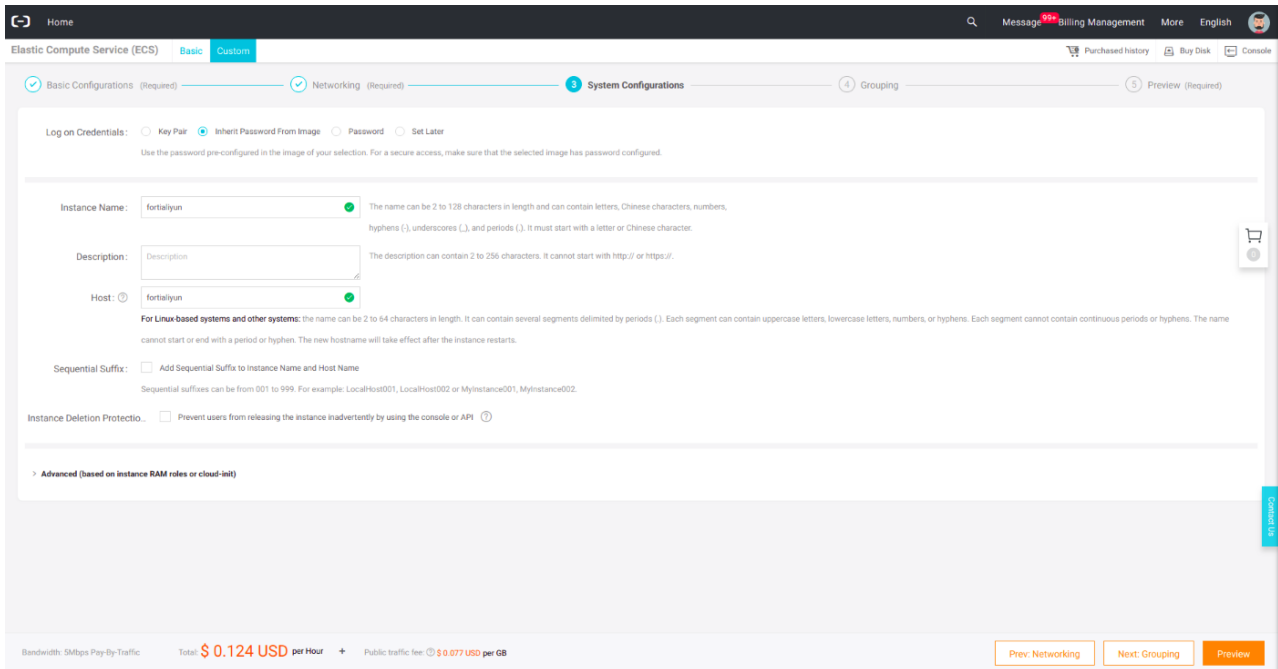 Home
Message 99+ Billing Management More English
Elastic Compute Service (ECS) Basic Custom
Purchased history Buy Disk Console
Basic Configurations (Required) Networking (Required) 3 System Configurations 4 Grouping 5 Preview (Required)
Log on Credentials: Key Pair Inherit Password From Image Password Set Later
Use the password pre-configured in the image of your selection. For a secure access, make sure that the selected image has password configured.
Instance Name: fortialiyun The name can be 2 to 128 characters in length and can contain letters, Chinese characters, numbers,
hyphens (-), underscores (_), and periods (.). It must start with a letter or Chinese character.
Description: Description The description can contain 2 to 256 characters. It cannot start with http:// or https://.
Host: ? fortialiyun
For Linux-based systems and other systems: the name can be 2 to 64 characters in length. It can contain several segments delimited by periods (.). Each segment can contain uppercase letters, lowercase letters, numbers, or hyphens. Each segment cannot contain continuous periods or hyphens. The name
cannot start or end with a period or hyphen. The new hostname will take effect after the instance restarts.
Sequential Suffix: Add Sequential Suffix to Instance Name and Host Name
Sequential suffixes can be from 001 to 999. For example: LocalHost001, LocalHost002 or MyInstance001, MyInstance002.
Instance Deletion Protectio... Prevent users from releasing the instance inadvertently by using the console or API ?
> Advanced (based on instance RAM roles or cloud-init)
0
Contact Us
Bandwidth: 5Mbps Pay-By-Traffic Total: $ 0.124 USD per Hour + Public traffic fee: ? $ 0.077 USD per GB
Prev: Networking Next: Grouping Preview